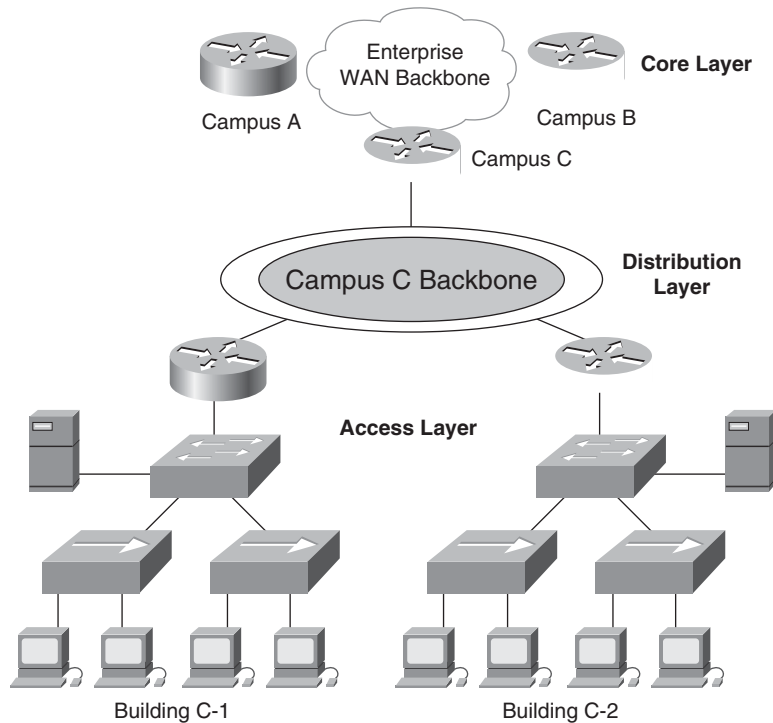 Enterprise
WAN Backbone
Core Layer
Campus A
Campus B
Campus C
Campus C Backbone
Distribution
Layer
Access Layer
Building C-1
Building C-2